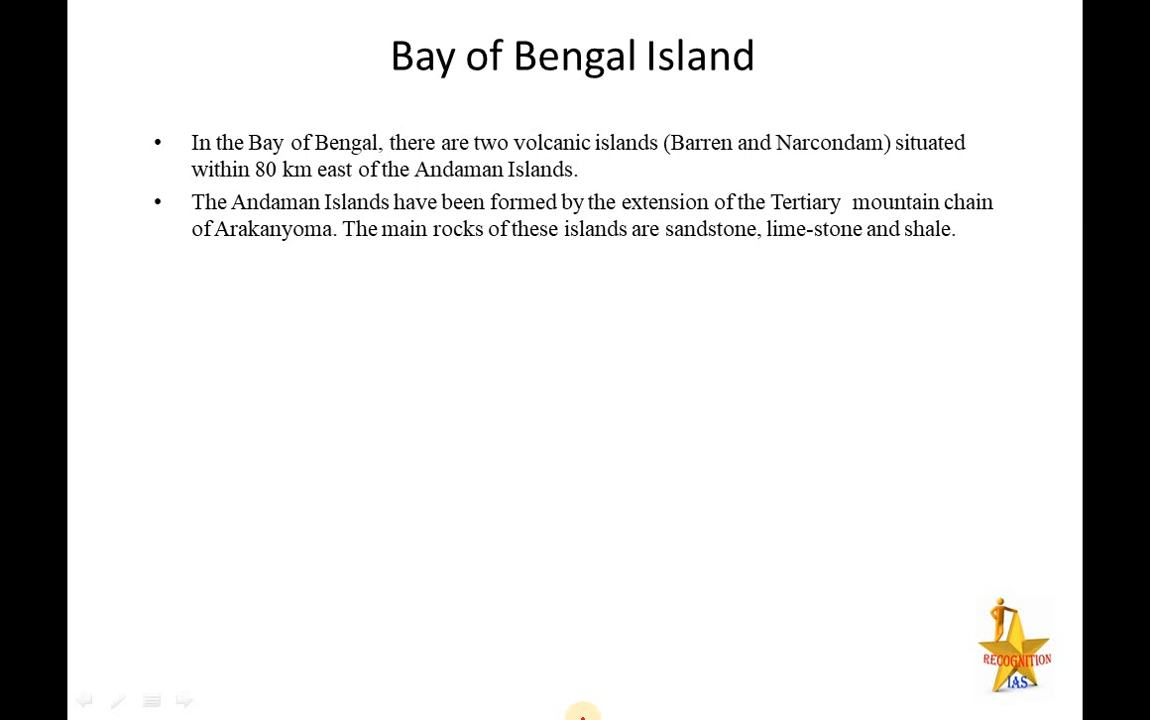 Bay of Bengal Island
• In the Bay of Bengal, there are two volcanic islands (Barren and Narcondam) situated
within 80 km east of the Andaman Islands.
• The Andaman Islands have been formed by the extension of the Tertiary mountain chain
of Arakanyoma. The main rocks of these islands are sandstone, lime-stone and shale.
RECOGNITION
IAS